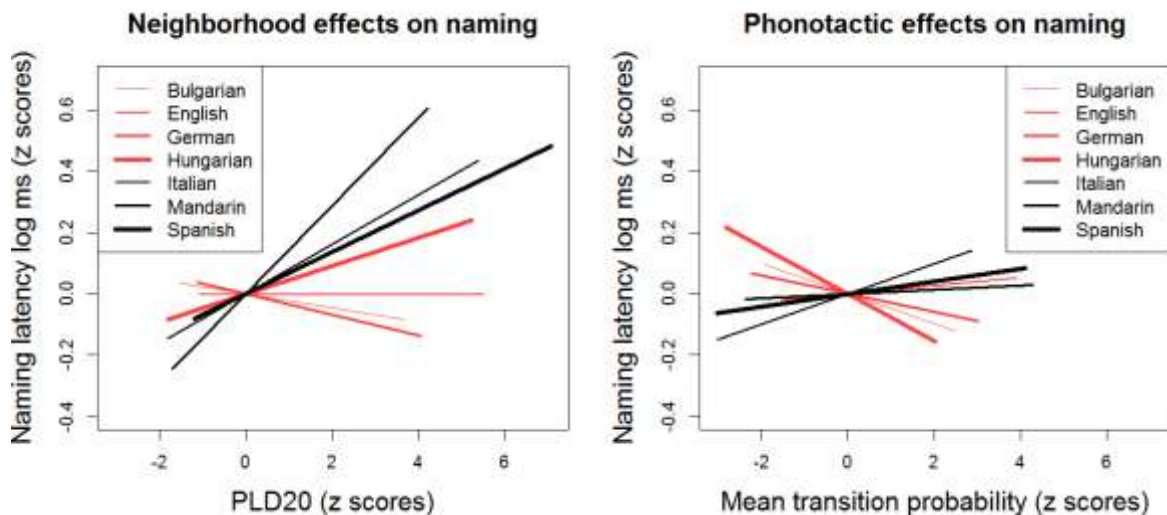 Neighborhood effects on naming
Naming latency log ms (z scores)
0.6
0.4
0.2
0.0
-0.2
-0.4
Bulgarian
English
German
Hungarian
Italian
Mandarin
Spanish
-2 0 2 4 6
PLD20 (z scores)
Phonotactic effects on naming
Naming latency log ms (z scores)
0.6
0.4
0.2
0.0
-0.2
-0.4
Bulgarian
English
German
Hungarian
Italian
Mandarin
Spanish
-2 0 2 4 6
Mean transition probability (z scores)